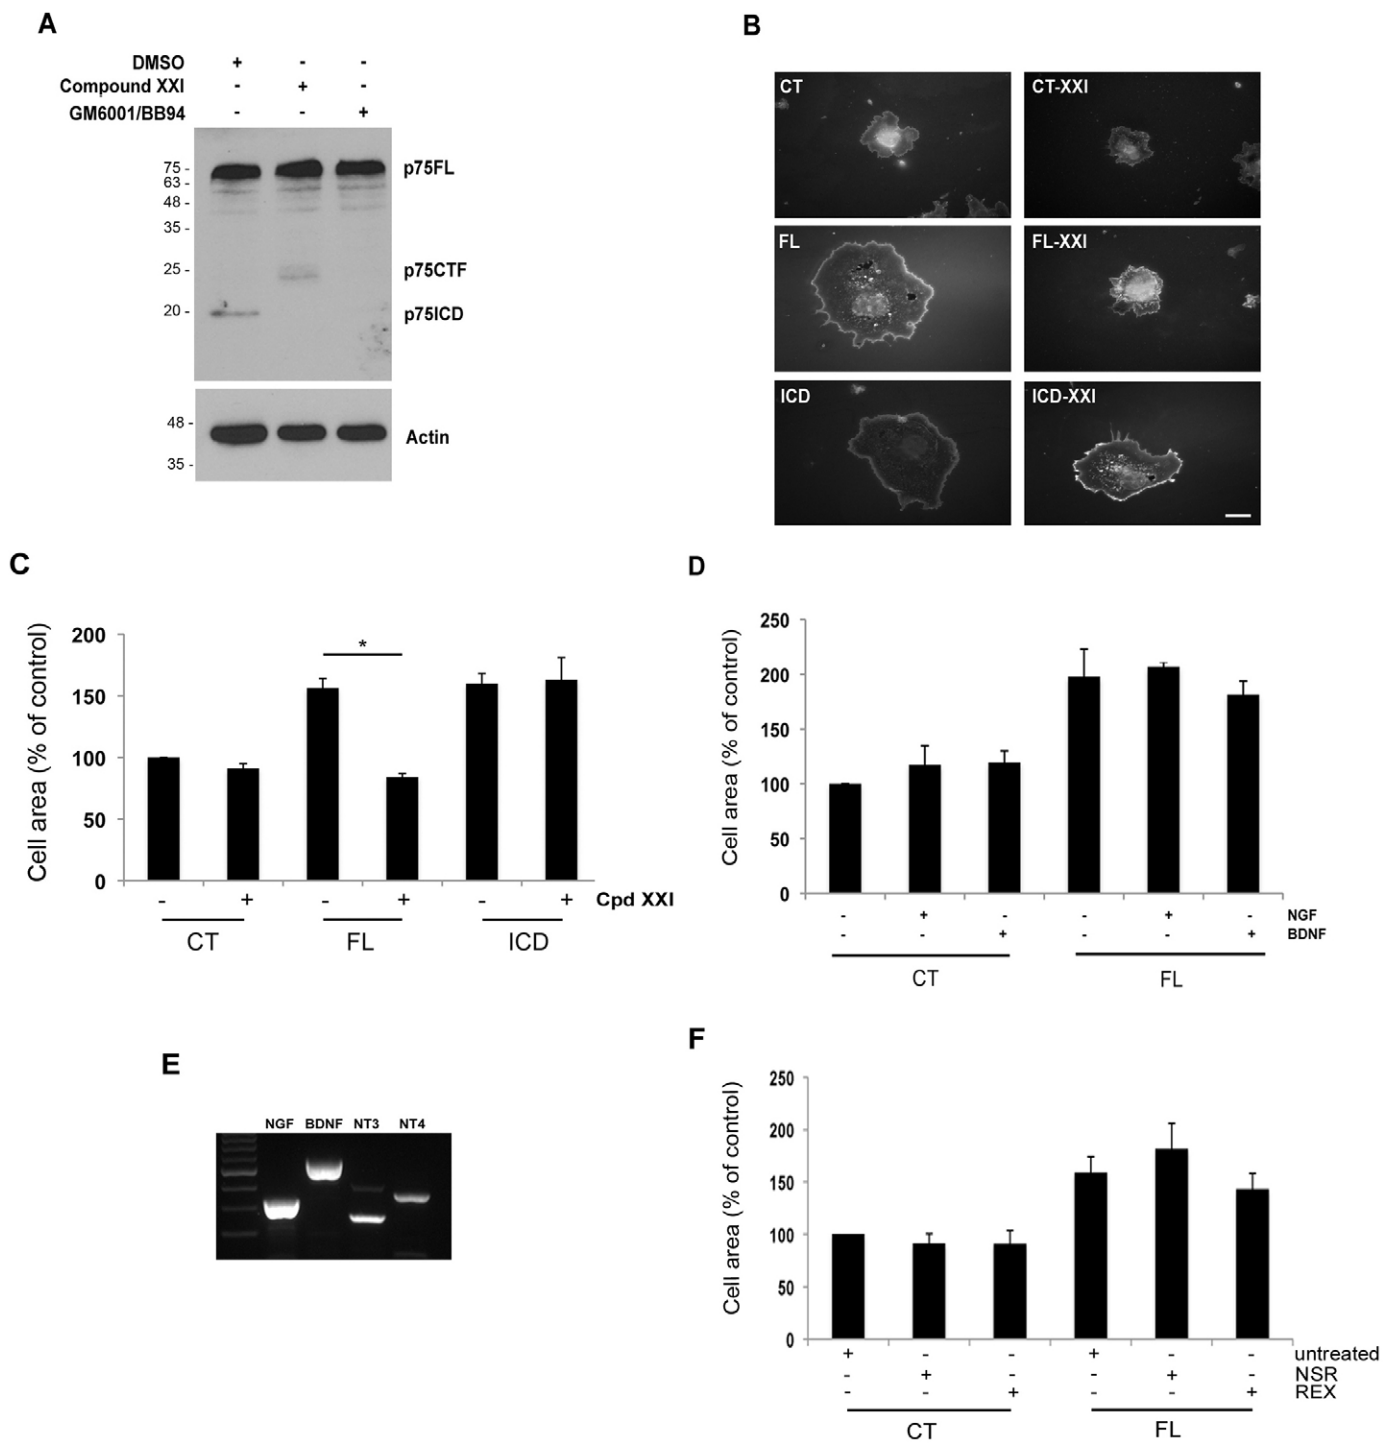 A
DMSO + - -
Compound XXI - + -
GM6001/BB94 - - +
75 -
63 -
48 -
35 -
25 -
20 -
p75FL
p75CTF
p75ICD
48 -
35 -
Actin
B
CT
CT-XXI
FL
FL-XXI
ICD
ICD-XXI
C
Cell area (% of control)
200
150
100
50
0
*
- + - + - + Cpd XXI
CT FL ICD
D
Cell area (% of control)
250
200
150
100
50
0
- + - - + - NGF
- - + - - + BDNF
CT FL
E
NGF BDNF NT3 NT4
F
Cell area (% of control)
250
200
150
100
50
0
+ - - + - - untreated
- + - - + - NSR
- - + - - + REX
CT FL